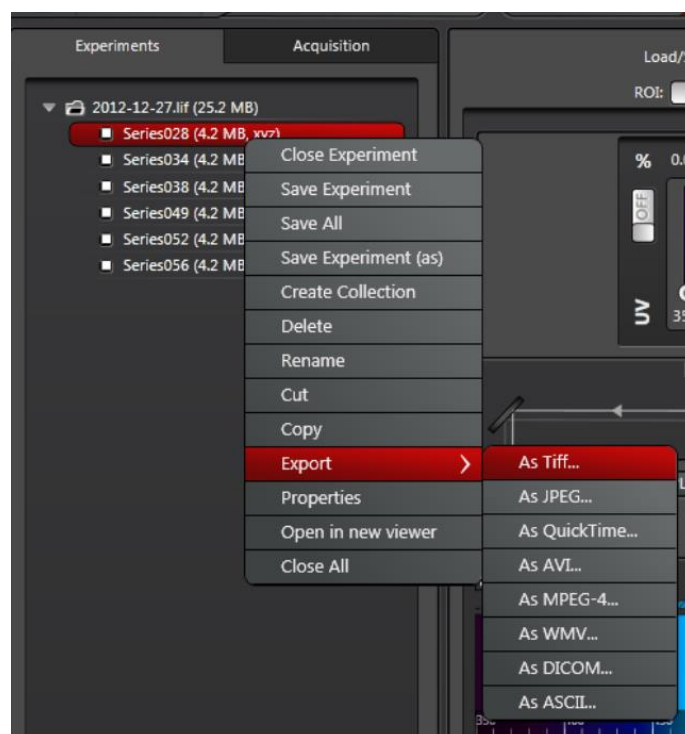 Experiments
Acquisition
2012-12-27.lif (25.2 MB)
Series028 (4.2 MB, xyz)
Series034 (4.2 MB
Series038 (4.2 MB
Series049 (4.2 MB
Series052 (4.2 MB
Series056 (4.2 MB
Close Experiment
Save Experiment
Save All
Save Experiment (as)
Create Collection
Delete
Rename
Cut
Copy
Export
Properties
Open in new viewer
Close All
As Tiff...
As JPEG...
As QuickTime...
As AVI...
As MPEG-4...
As WMV...
As DICOM...
As ASCII...
Load/
ROI:
% 0.
OFF
UV
35